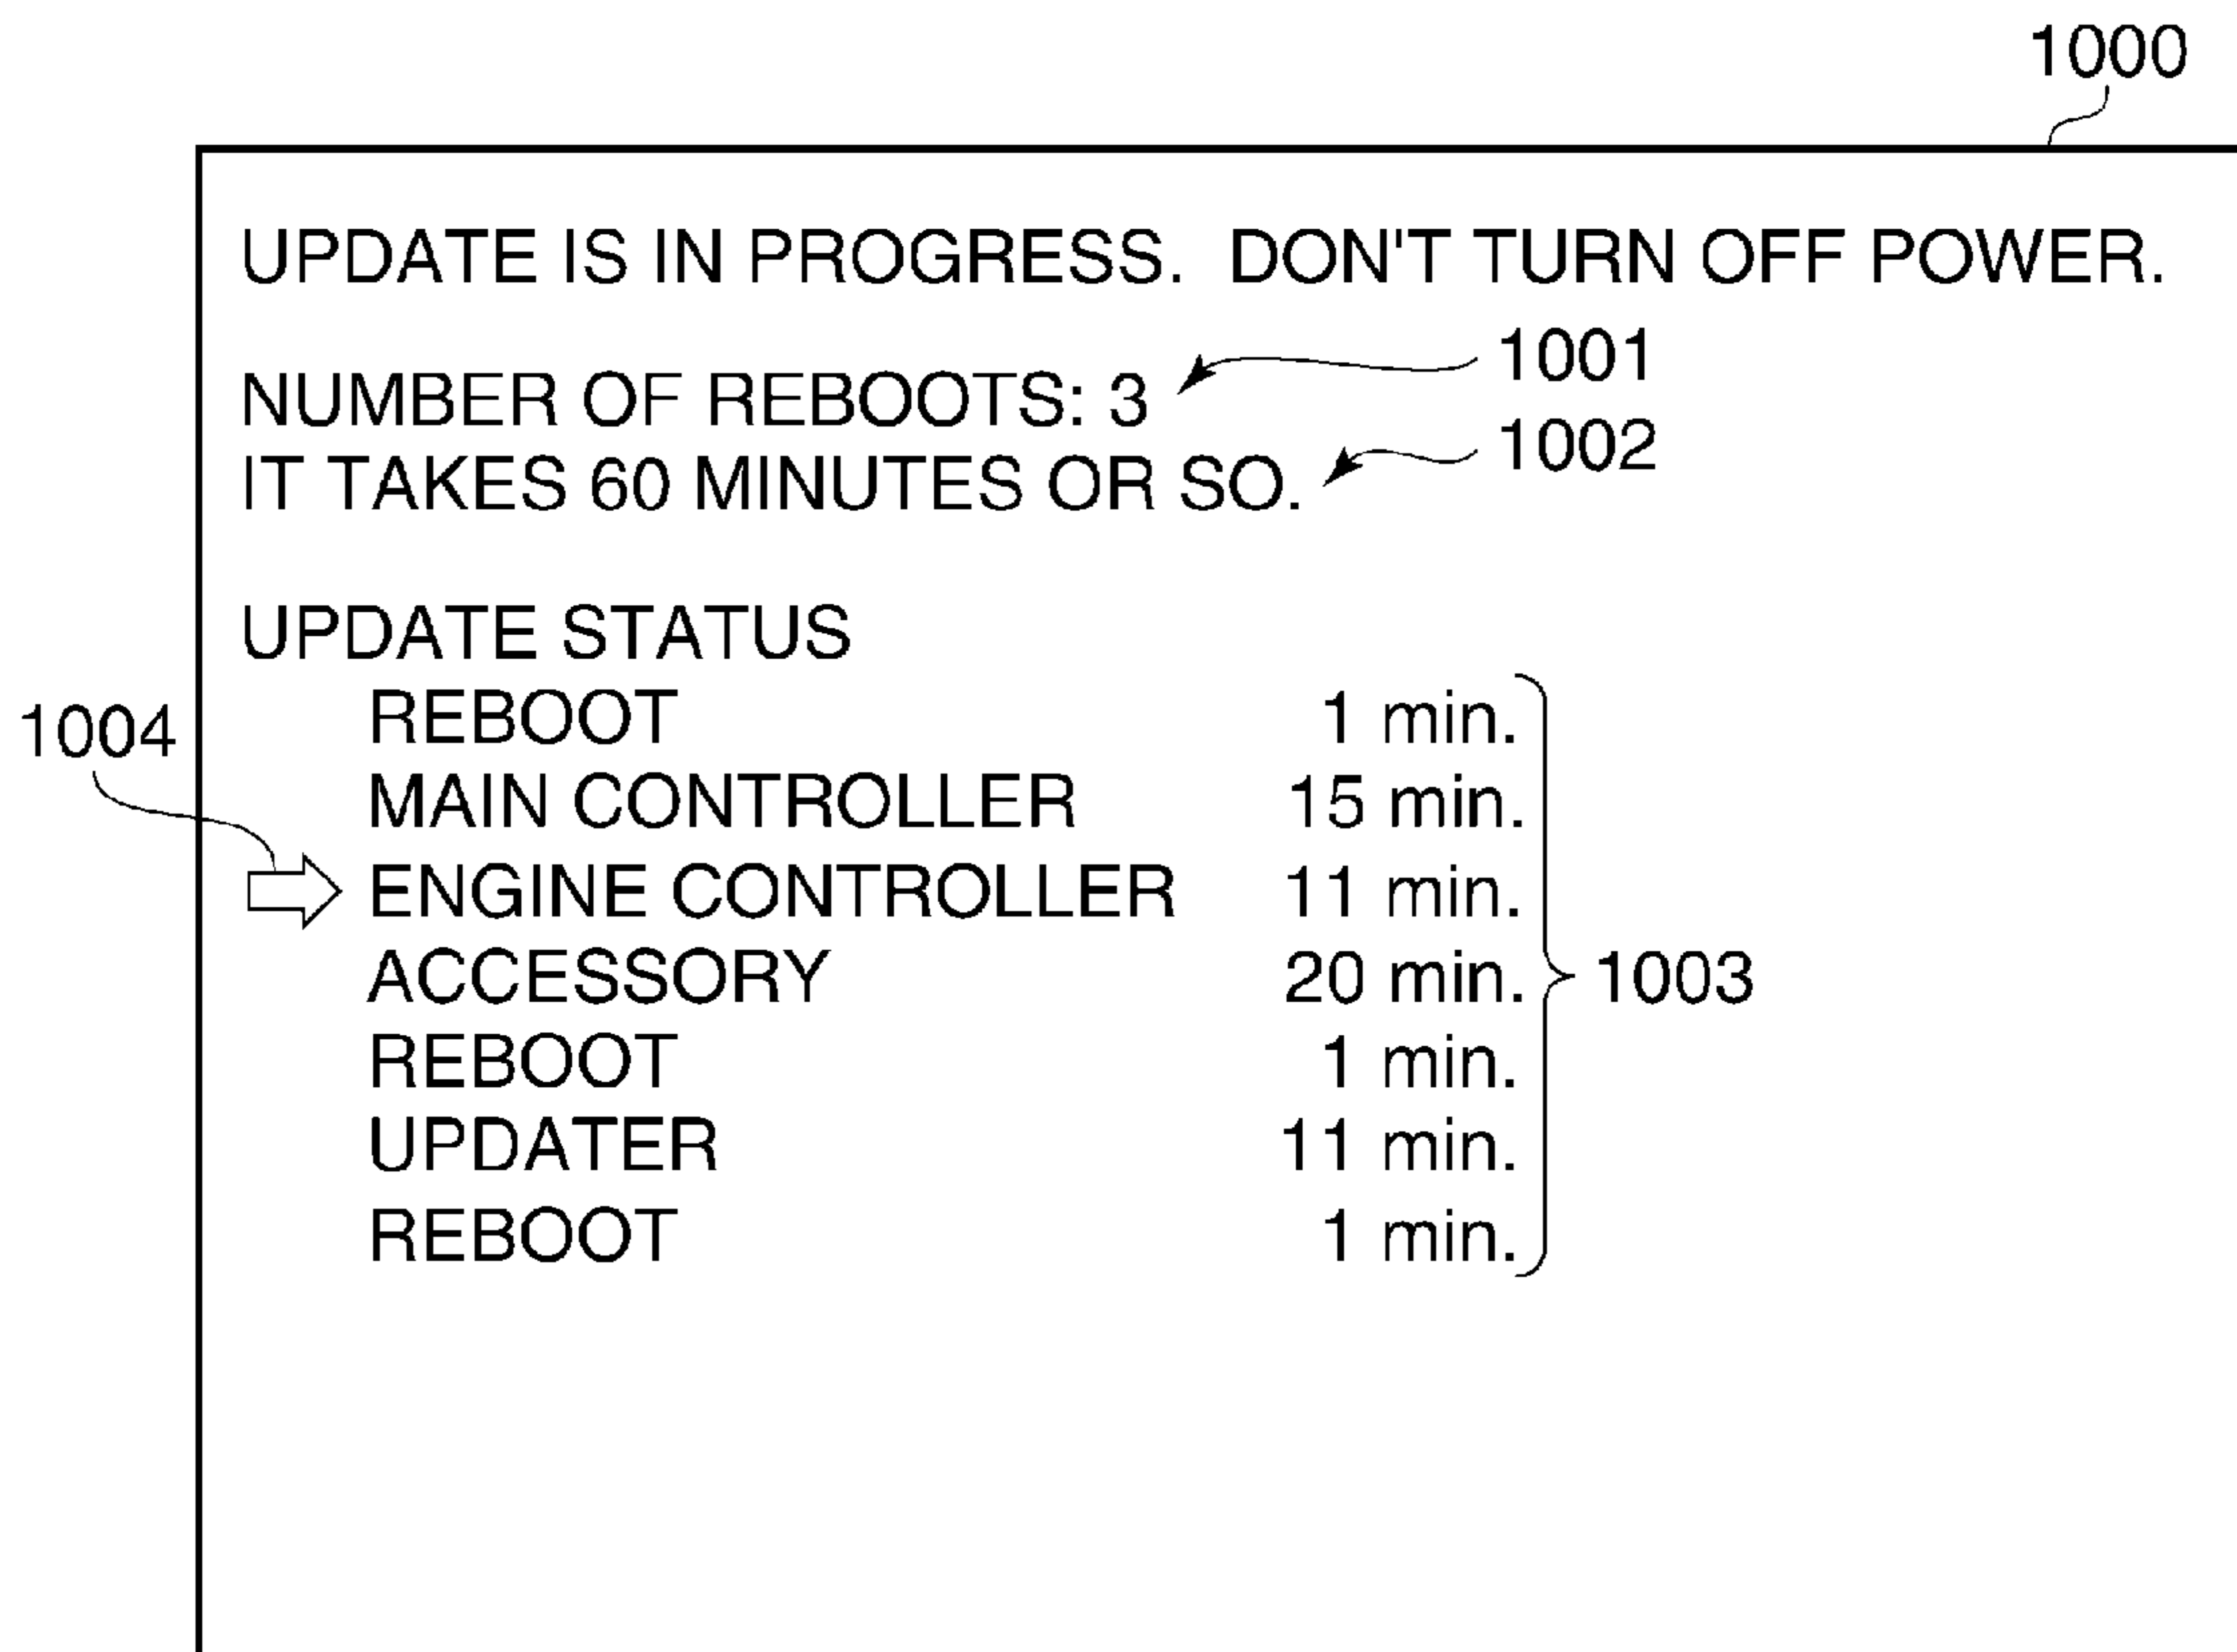 1000
UPDATE IS IN PROGRESS. DON'T TURN OFF POWER.
NUMBER OF REBOOTS: 3
1001
IT TAKES 60 MINUTES OR SO.
1002
UPDATE STATUS
REBOOT 1 min.
1004
MAIN CONTROLLER 15 min.
ENGINE CONTROLLER 11 min.
ACCESSORY 20 min.
1003
REBOOT 1 min.
UPDATER 11 min.
REBOOT 1 min.